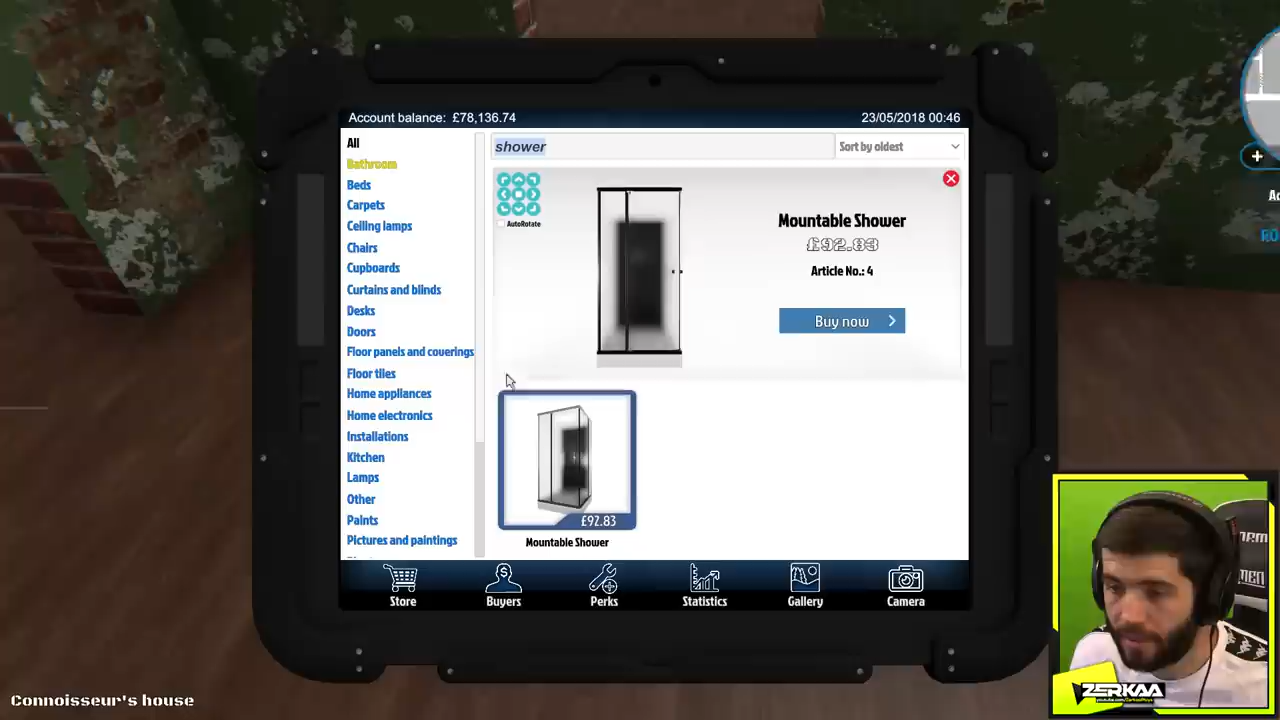 Account balance: £78,136.74
23/05/2018 00:46
All
Bathroom
Beds
Carpets
Ceiling lamps
Chairs
Cupboards
Curtains and blinds
Desks
Doors
Floor panels and coverings
Floor tiles
Home appliances
Home electronics
Installations
Kitchen
Lamps
Other
Paints
Pictures and paintings
shower
Sort by oldest
AutoRotate
Mountable Shower
£92.83
Article No.: 4
Buy now
£92.83
Mountable Shower
Store
Buyers
Perks
Statistics
Gallery
Camera
Connoisseur's house
ZERKAA